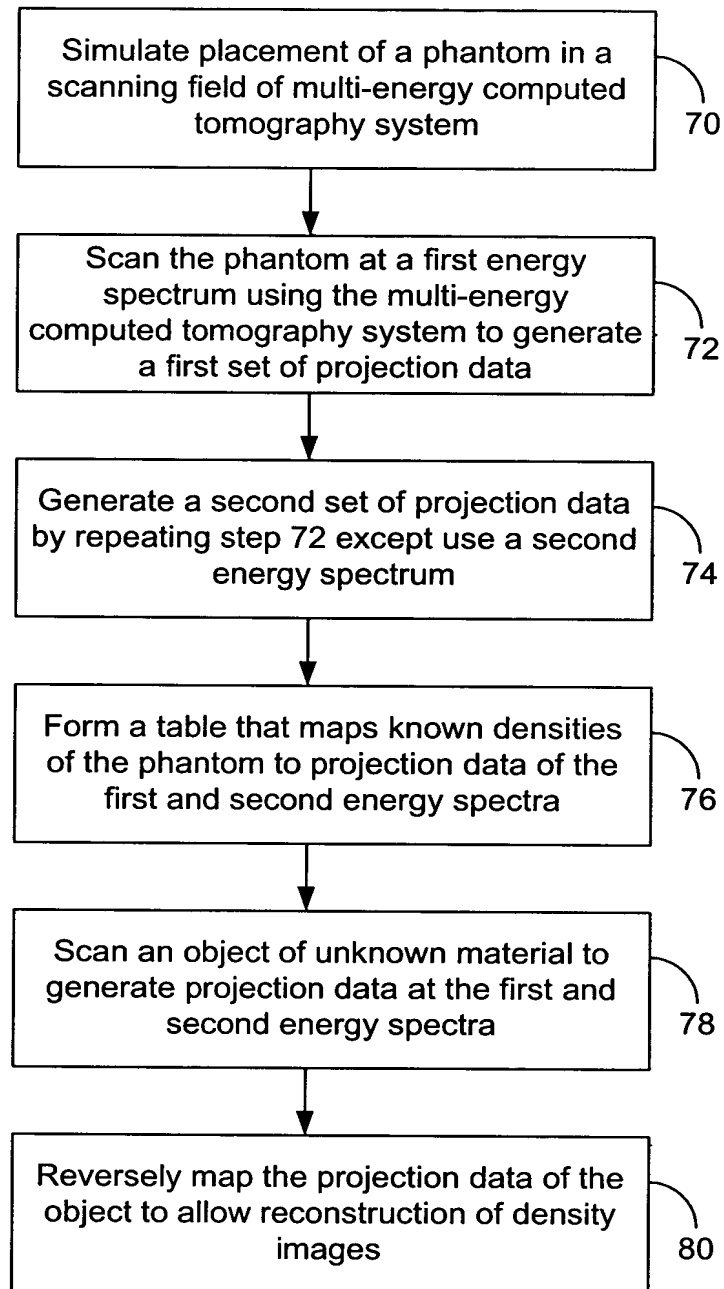 Simulate placement of a phantom in a
scanning field of multi-energy computed
tomography system
70
Scan the phantom at a first energy
spectrum using the multi-energy
computed tomography system to generate
a first set of projection data
72
Generate a second set of projection data
by repeating step 72 except use a second
energy spectrum
74
Form a table that maps known densities
of the phantom to projection data of the
first and second energy spectra
76
Scan an object of unknown material to
generate projection data at the first and
second energy spectra
78
Reversely map the projection data of the
object to allow reconstruction of density
images
80